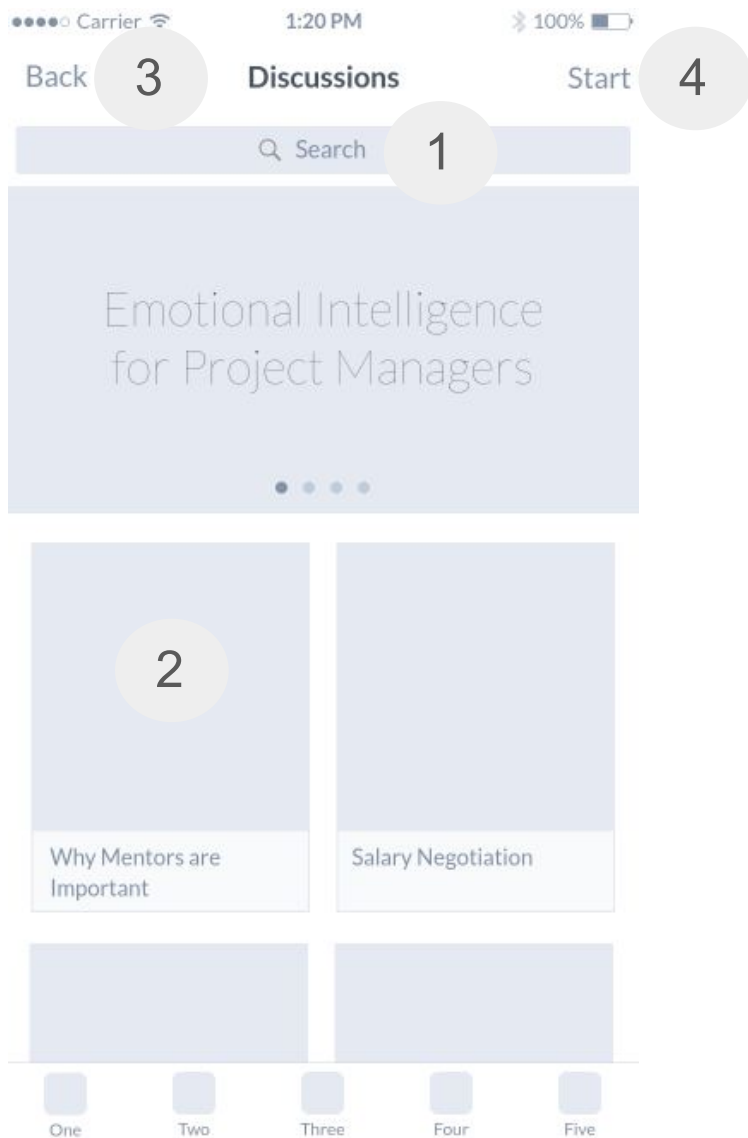 Carrier 1:20 PM 100%
Back 3 Discussions Start 4
Search 1
Emotional Intelligence
for Project Managers
2
Why Mentors are
Important
Salary Negotiation
One Two Three Four Five